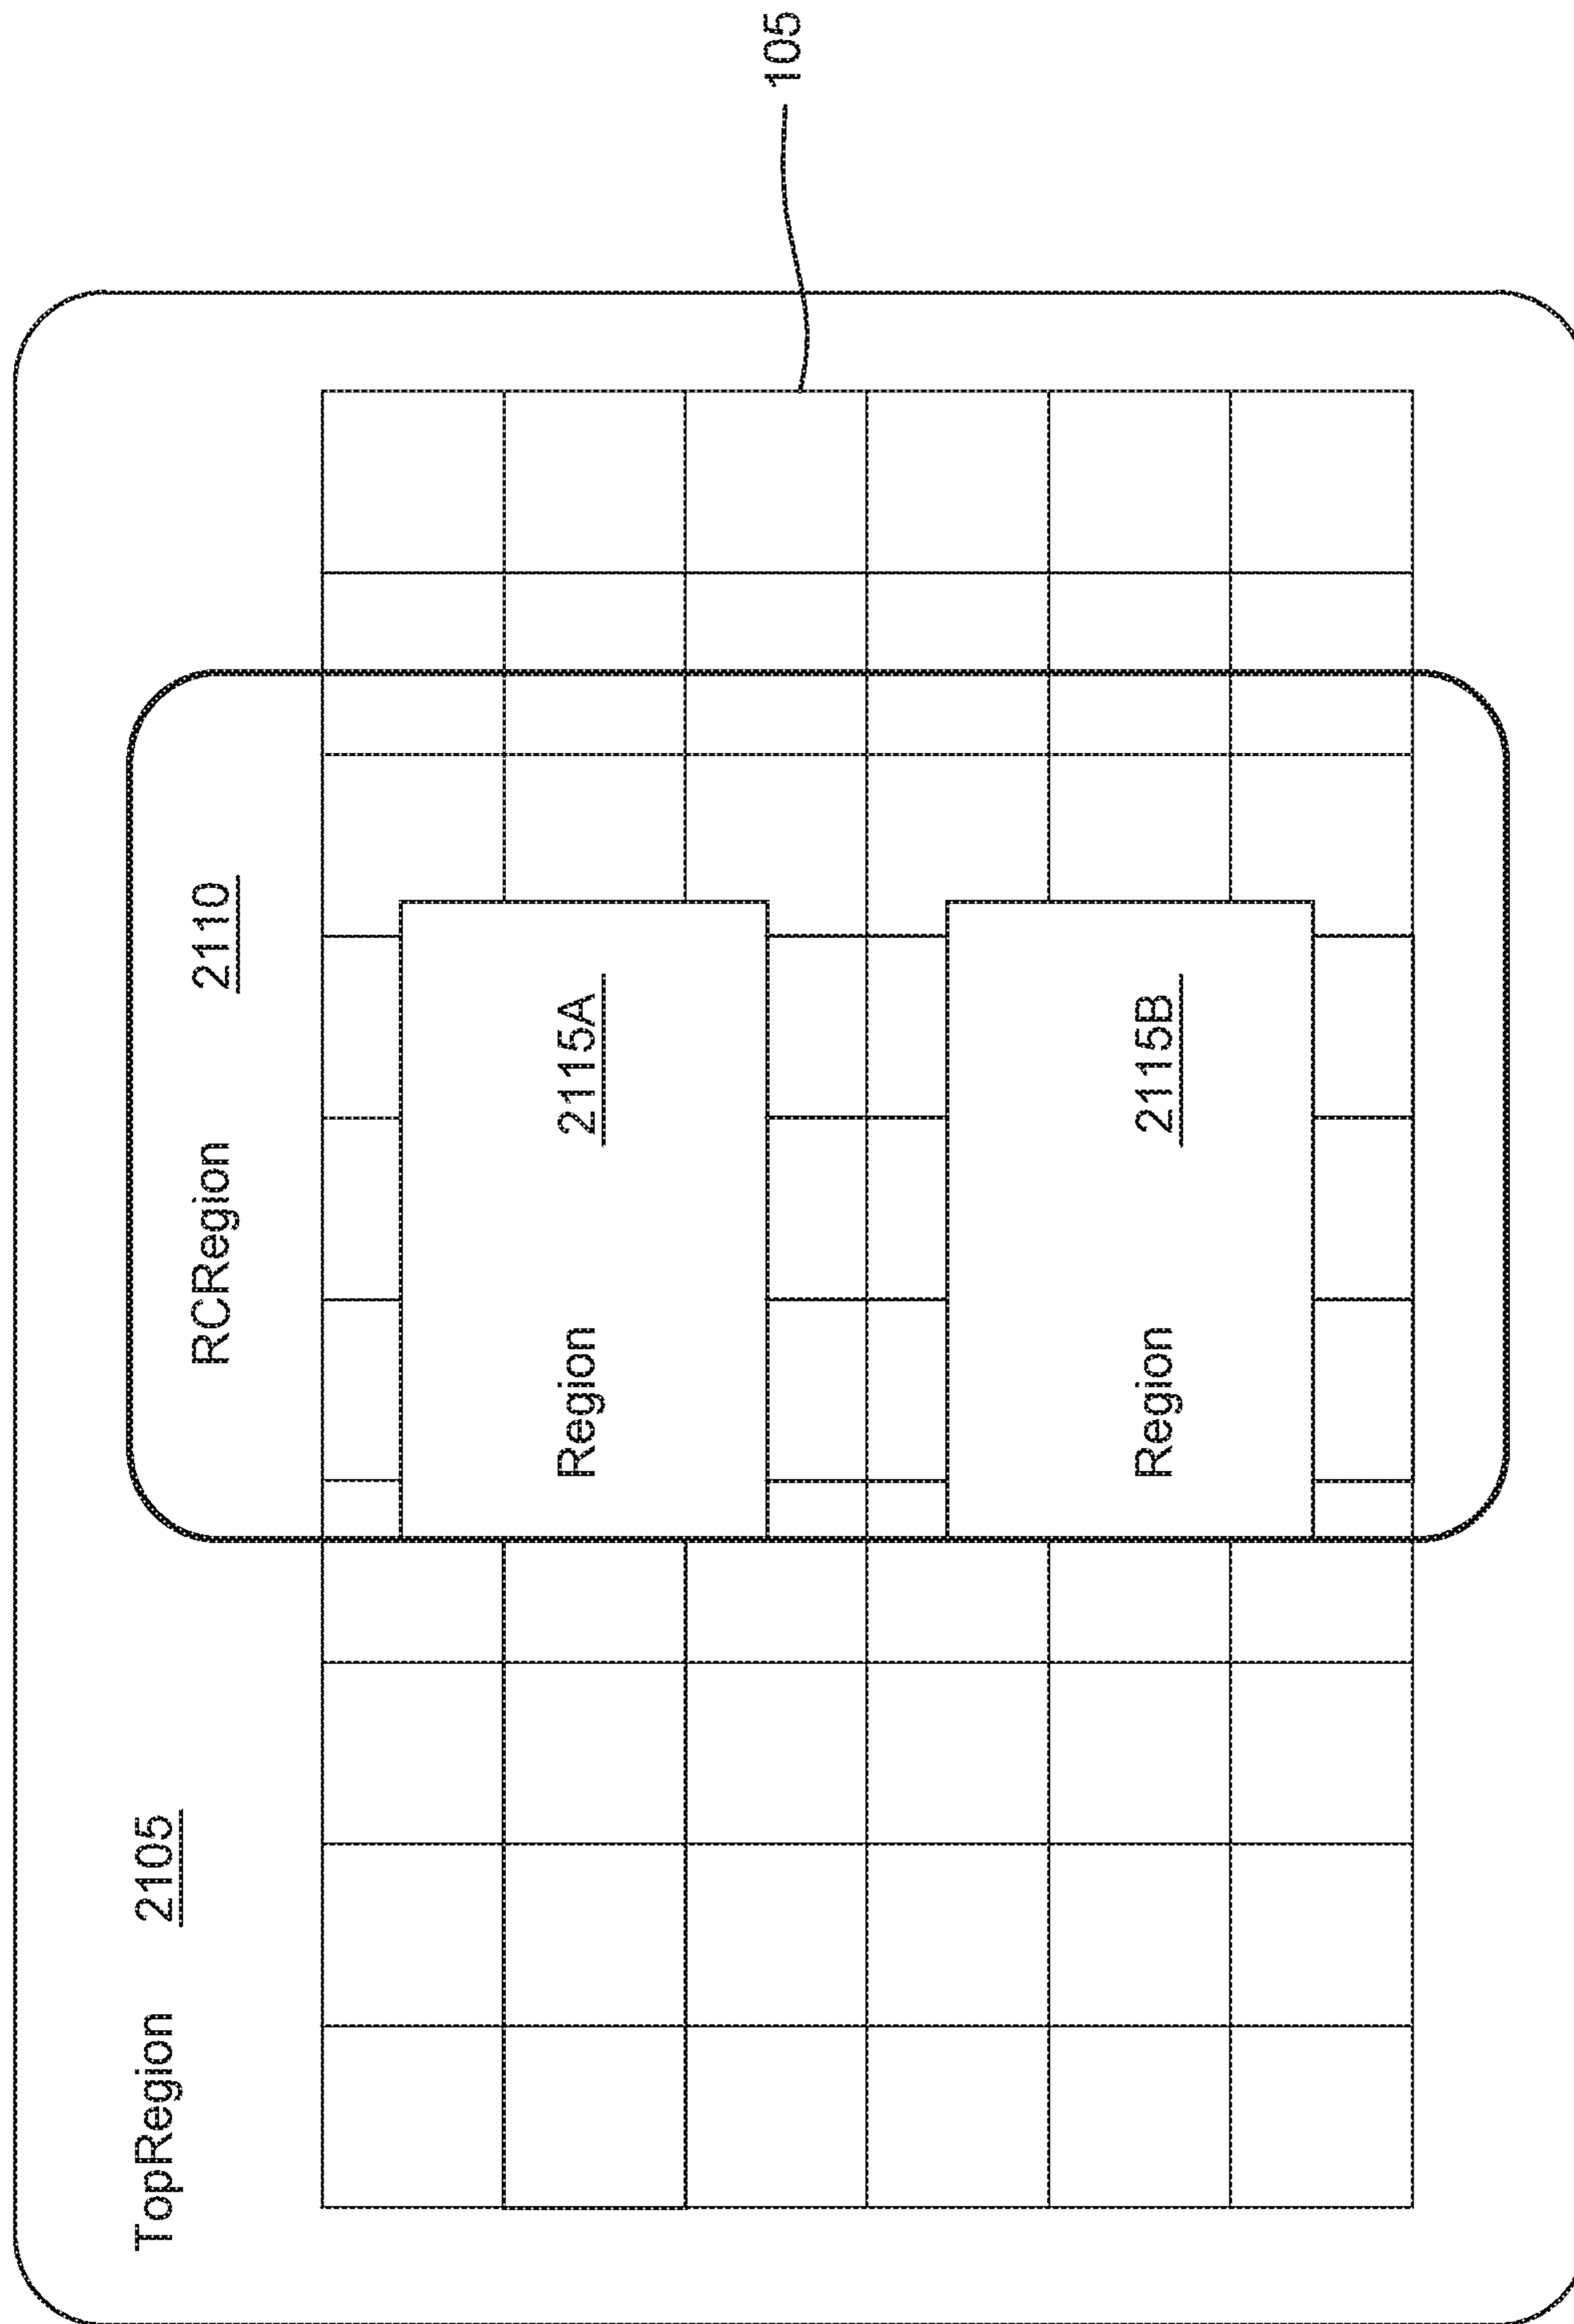 TopRegion 2105
RCRegion 2110
Region 2115A
Region 2115B
105